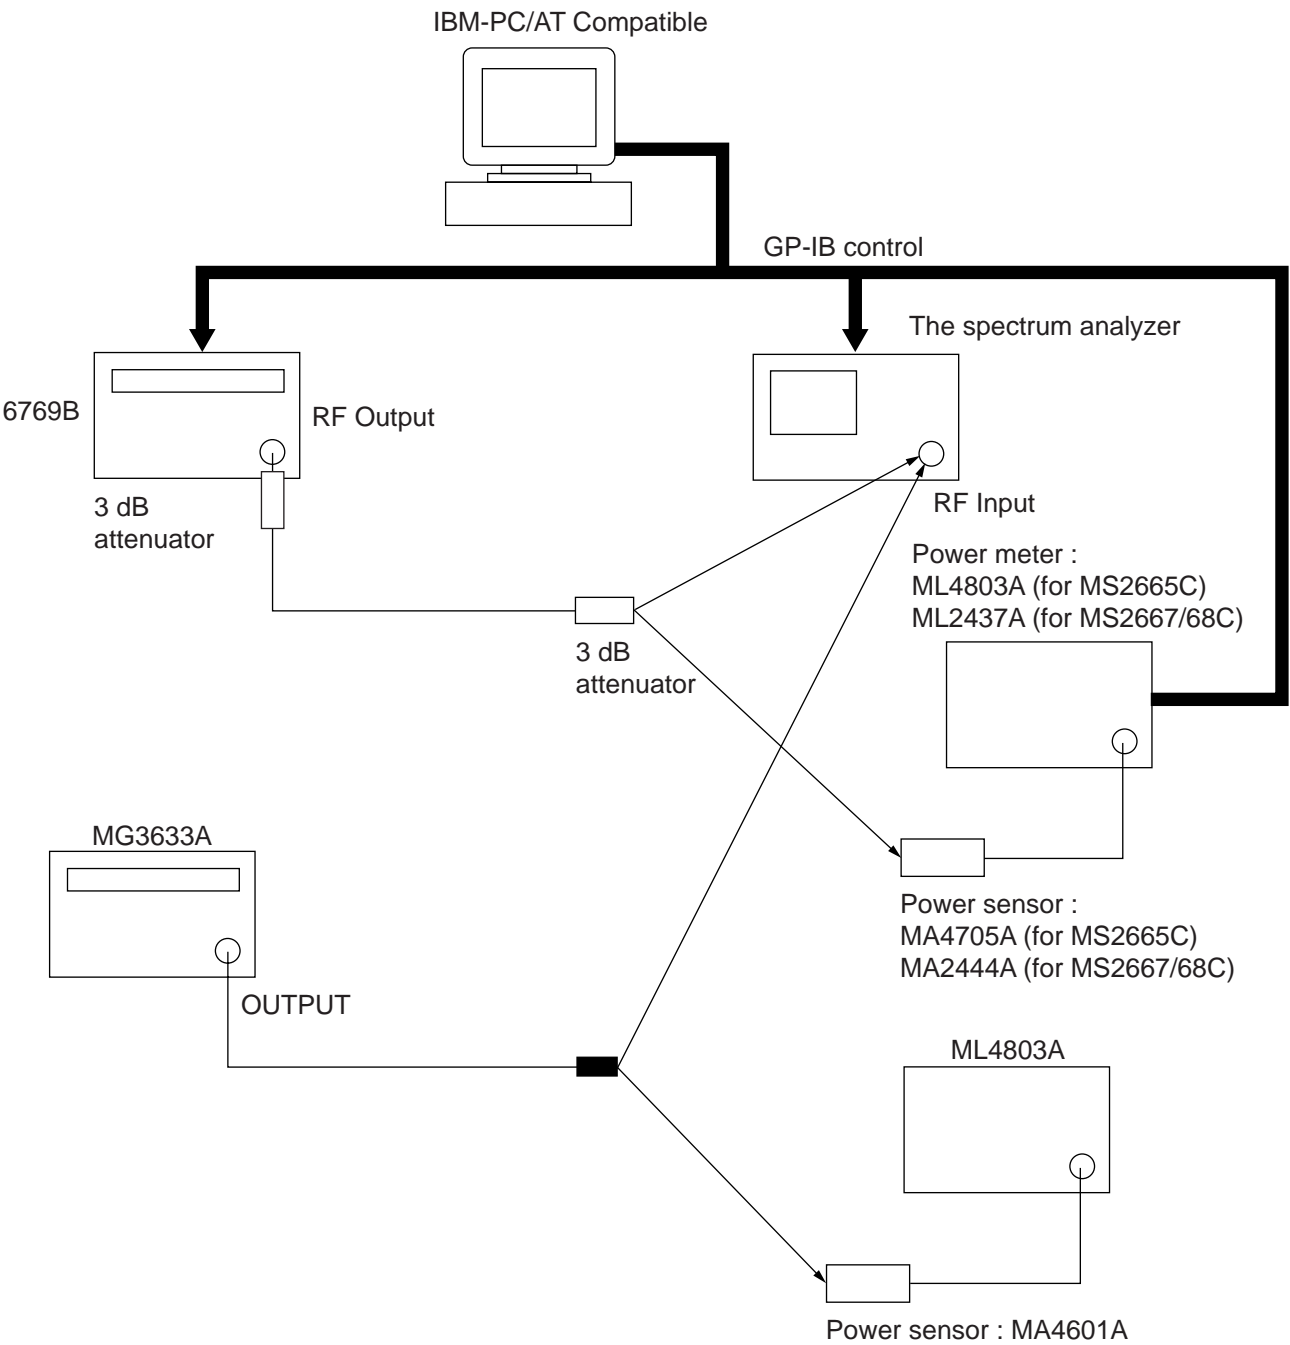 IBM-PC/AT Compatible
GP-IB control
The spectrum analyzer
6769B
RF Output
3 dB
attenuator
RF Input
Power meter :
ML4803A (for MS2665C)
ML2437A (for MS2667/68C)
3 dB
attenuator
MG3633A
OUTPUT
Power sensor :
MA4705A (for MS2665C)
MA2444A (for MS2667/68C)
ML4803A
Power sensor : MA4601A